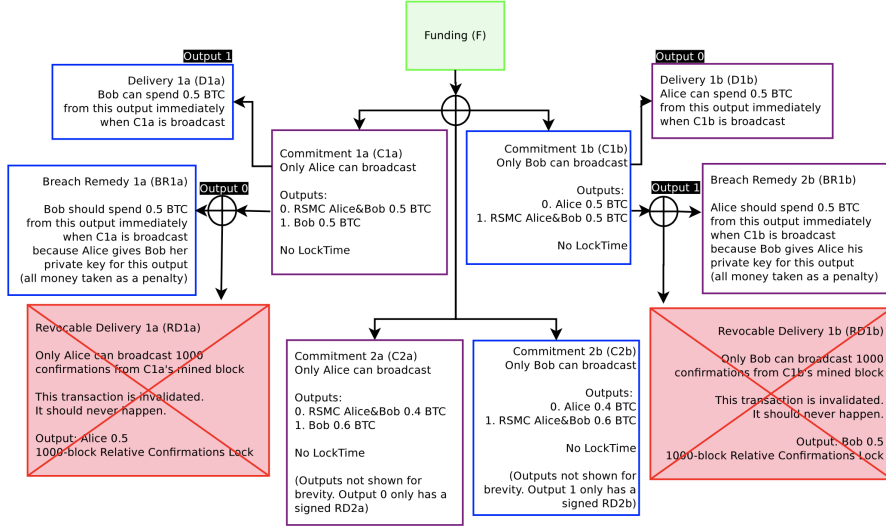 Funding (F)
Output 1
Delivery 1a (D1a)
Bob can spend 0.5 BTC
from this output immediately
when C1a is broadcast
Output 0
Delivery 1b (D1b)
Alice can spend 0.5 BTC
from this output immediately
when C1b is broadcast
Commitment 1a (C1a)
Only Alice can broadcast
Outputs:
0. RSMC Alice&Bob 0.5 BTC
1. Bob 0.5 BTC
No LockTime
Commitment 1b (C1b)
Only Bob can broadcast
Outputs:
0. Alice 0.5 BTC
1. RSMC Alice&Bob 0.5 BTC
No LockTime
Breach Remedy 1a (BR1a)
Bob should spend 0.5 BTC
from this output immediately
when C1a is broadcast
because Alice gives Bob her
private key for this output
(all money taken as a penalty)
Output 0
Output 1
Breach Remedy 2b (BR1b)
Alice should spend 0.5 BTC
from this output immediately
when C1b is broadcast
because Bob gives Alice his
private key for this output
(all money taken as a penalty)
Revocable Delivery 1a (RD1a)
Only Alice can broadcast 1000
confirmations from C1a's mined block
This transaction is invalidated.
It should never happen.
Output: Alice 0.5
1000-block Relative Confirmations Lock
Commitment 2a (C2a)
Only Alice can broadcast
Outputs:
0. RSMC Alice&Bob 0.4 BTC
1. Bob 0.6 BTC
No LockTime
(Outputs not shown for
brevity. Output 0 only has a
signed RD2a)
Commitment 2b (C2b)
Only Bob can broadcast
Outputs:
0. Alice 0.4 BTC
1. RSMC Alice&Bob 0.6 BTC
No LockTime
(Outputs not shown for
brevity. Output 1 only has a
signed RD2b)
Revocable Delivery 1b (RD1b)
Only Bob can broadcast 1000
confirmations from C1b's mined block
This transaction is invalidated.
It should never happen.
Output: Bob 0.5
1000-block Relative Confirmations Lock